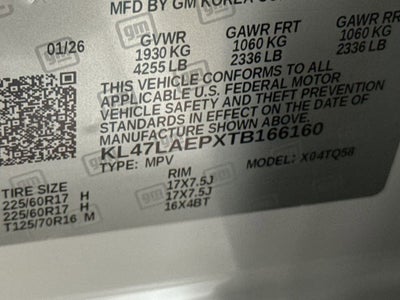 MFD BY GM KOREA
01/26 GVWR GAWR FRT GAWR RR
1930 KG 1060 KG 1060 KG
4255 LB 2336 LB 2336 LB
THIS VEHICLE CONFORMS TO ALL
APPLICABLE U.S. FEDERAL MOTOR
VEHICLE SAFETY AND THEFT PREVENTION
STANDARDS IN EFFECT ON THE DATE OF
MANUFACTURE SHOWN ABOVE.
KL47LAEPXTB166160
TYPE: MPV MODEL: X04TQ58
TIRE SIZE RIM
225/60R17 H 17X7.5J
225/60R17 H 17X7.5J
T125/70R16 M 16X4BT